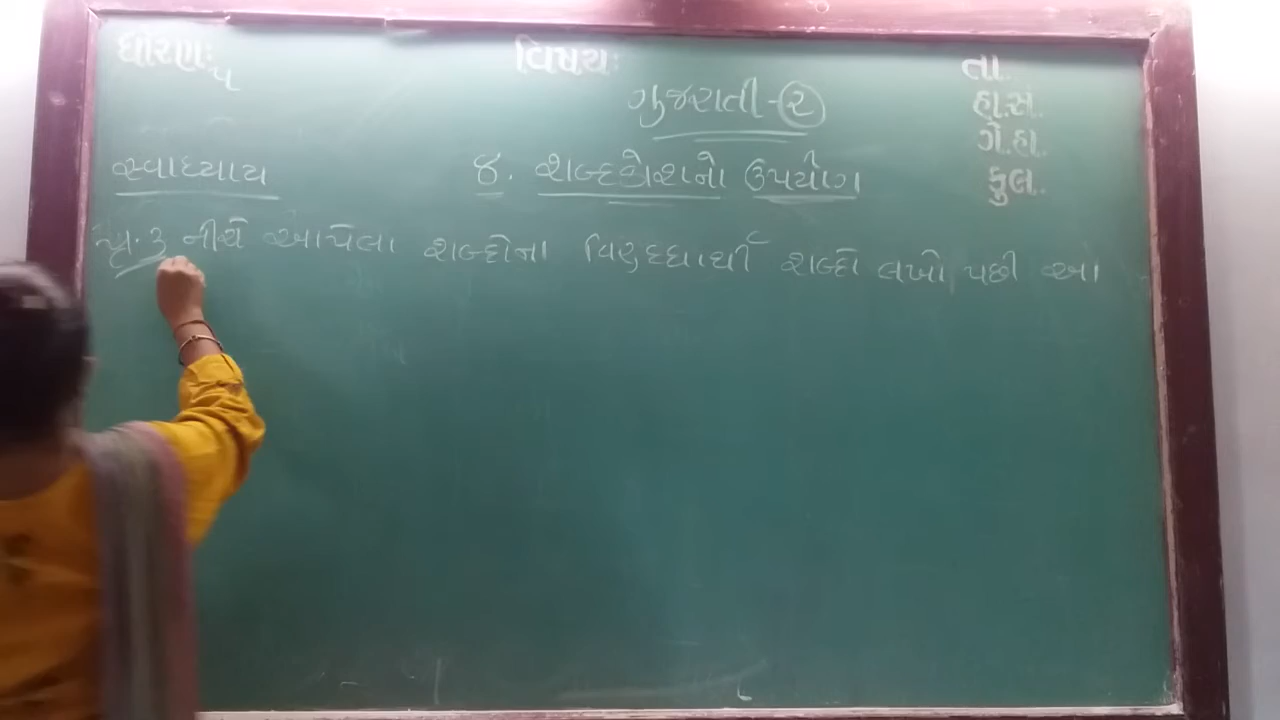 ધોરણઃ ૫ વિષયઃ તા.
ગુજરાતી-૨ હા.સં.
ગે.હા.
સ્વાધ્યાય ૪. શબ્દકોશનો ઉપયોગ કુલ.
પ્ર.૩ નીચે આપેલા શબ્દોના વિરુદ્ધાર્થી શબ્દો લખો, પછી આ